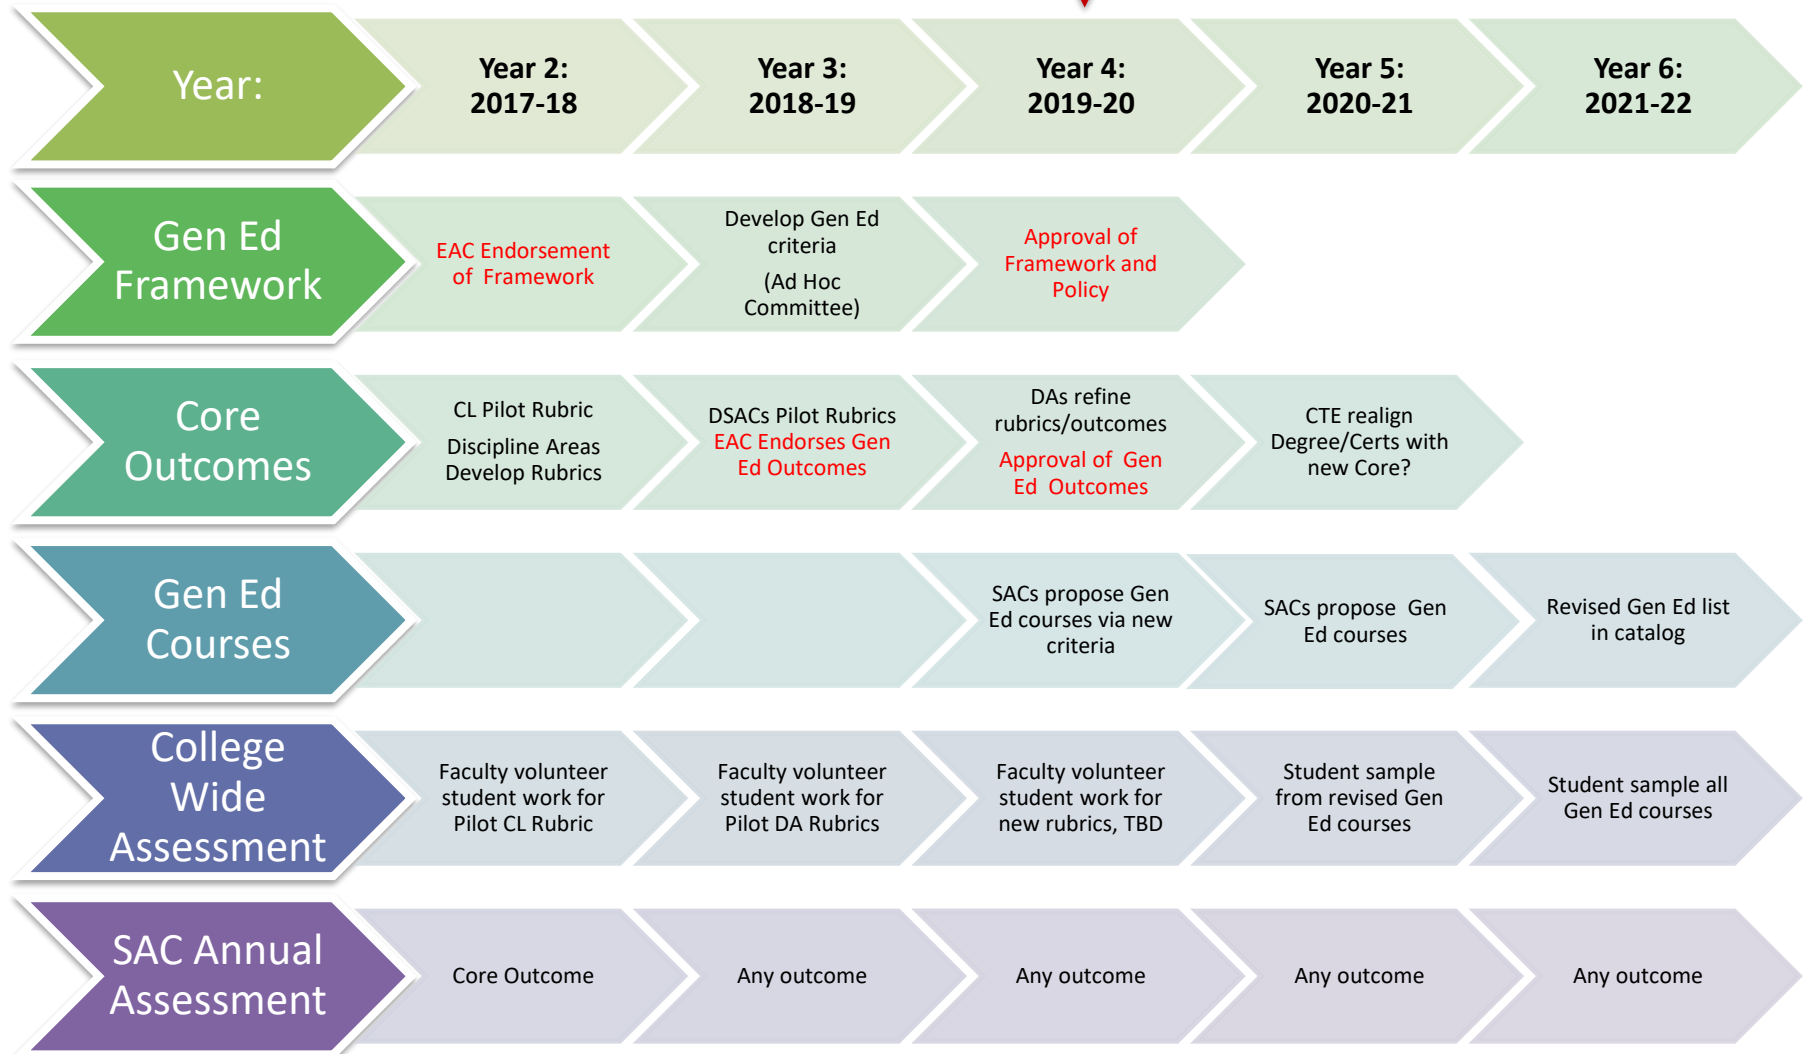 Year:
Year 2:
2017-18
Year 3:
2018-19
Year 4:
2019-20
Year 5:
2020-21
Year 6:
2021-22
Gen Ed
Framework
EAC Endorsement
of Framework
Develop Gen Ed
criteria
(Ad Hoc
Committee)
Approval of
Framework and
Policy
Core
Outcomes
CL Pilot Rubric
Discipline Areas
Develop Rubrics
DSACs Pilot Rubrics
EAC Endorses Gen
Ed Outcomes
DAs refine
rubrics/outcomes
Approval of Gen
Ed Outcomes
CTE realign
Degree/Certs with
new Core?
Gen Ed
Courses
SACs propose Gen
Ed courses via new
criteria
SACs propose Gen
Ed courses
Revised Gen Ed list
in catalog
College
Wide
Assessment
Faculty volunteer
student work for
Pilot CL Rubric
Faculty volunteer
student work for
Pilot DA Rubrics
Faculty volunteer
student work for
new rubrics, TBD
Student sample
from revised Gen
Ed courses
Student sample all
Gen Ed courses
SAC Annual
Assessment
Core Outcome
Any outcome
Any outcome
Any outcome
Any outcome